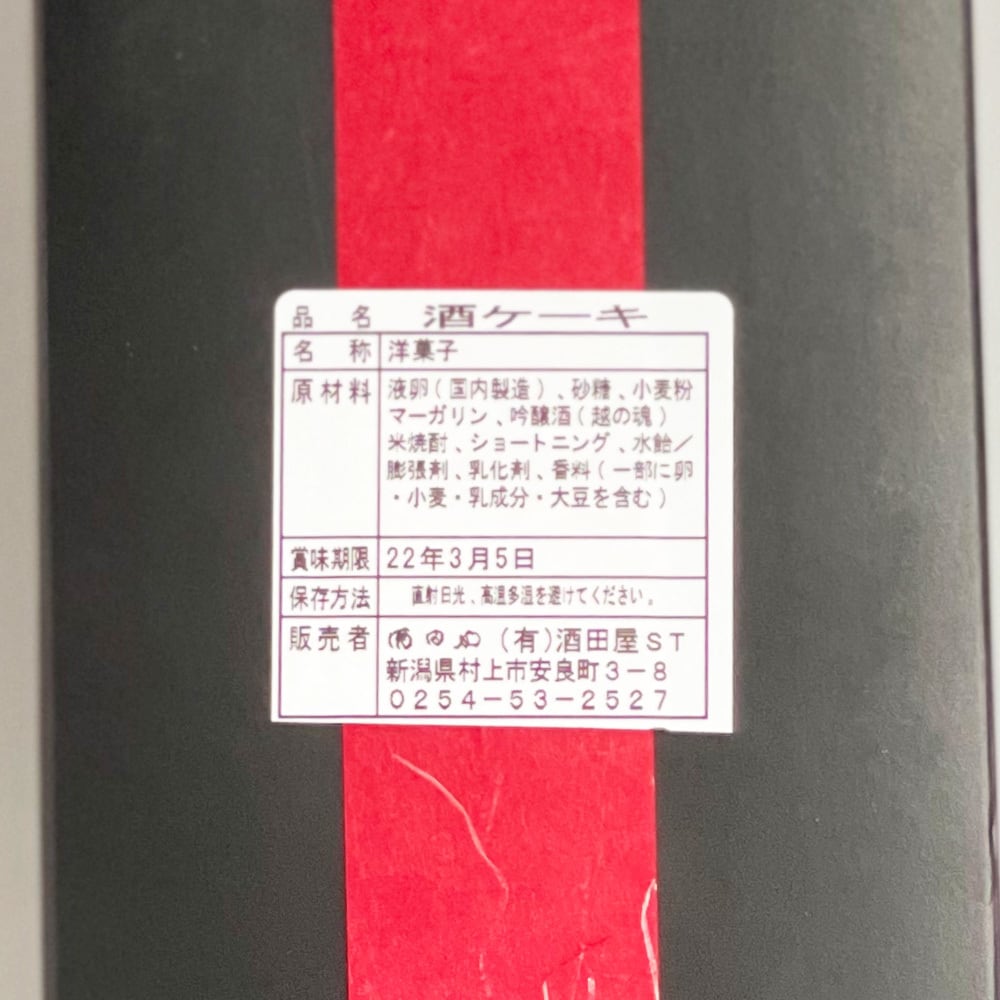 品名 酒ケーキ
名称 洋菓子
原材料 液卵(国内製造)、砂糖、小麦粉
マーガリン、吟醸酒(越の魂)
米焼酎、ショートニング、水飴/
膨張剤、乳化剤、香料(一部に卵
・小麦・乳成分・大豆を含む)
賞味期限 22年3月5日
保存方法 直射日光、高温多湿を避けてください。
販売者 (有)酒田屋ST
新潟県村上市安良町3-8
0254-53-2527